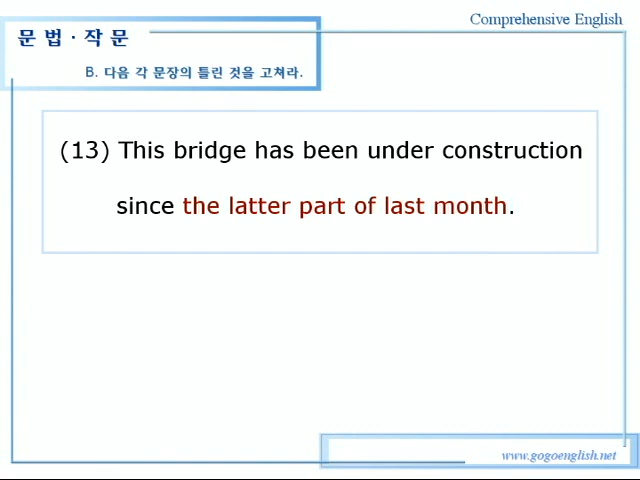 Comprehensive English
문 법 · 작 문
B. 다음 각 문장의 틀린 것을 고쳐라.
(13) This bridge has been under construction
since the latter part of last month.
www.gogoenglish.net